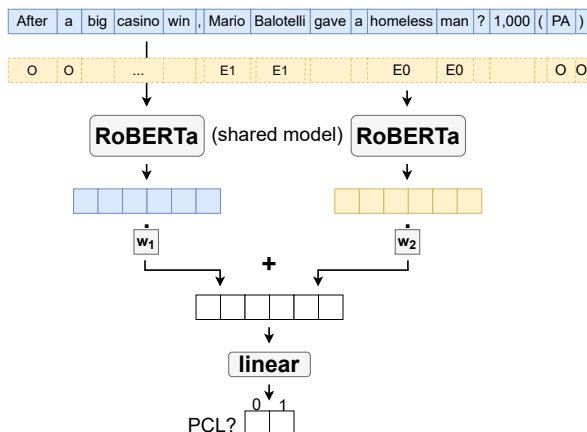 After a big casino win , Mario Balotelli gave a homeless man ? 1,000 ( PA )
O O ... E1 E1 E0 E0 O O
RoBERTa (shared model) RoBERTa
w1 w2
+
linear
0 1
PCL?